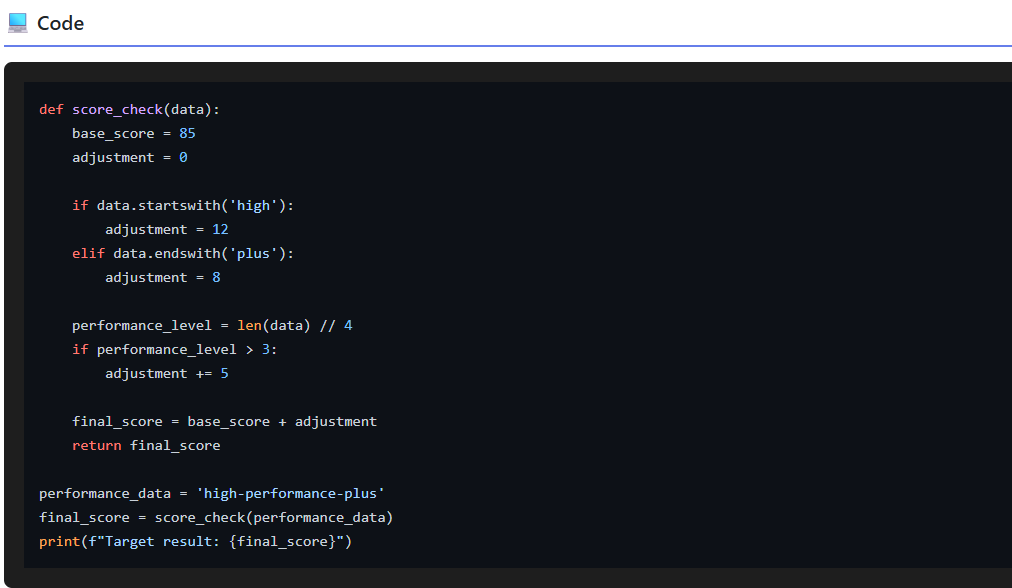 💻 Code
def score_check(data):
    base_score = 85
    adjustment = 0

    if data.startswith('high'):
        adjustment = 12
    elif data.endswith('plus'):
        adjustment = 8

    performance_level = len(data) // 4
    if performance_level > 3:
        adjustment += 5

    final_score = base_score + adjustment
    return final_score

performance_data = 'high-performance-plus'
final_score = score_check(performance_data)
print(f"Target result: {final_score}")